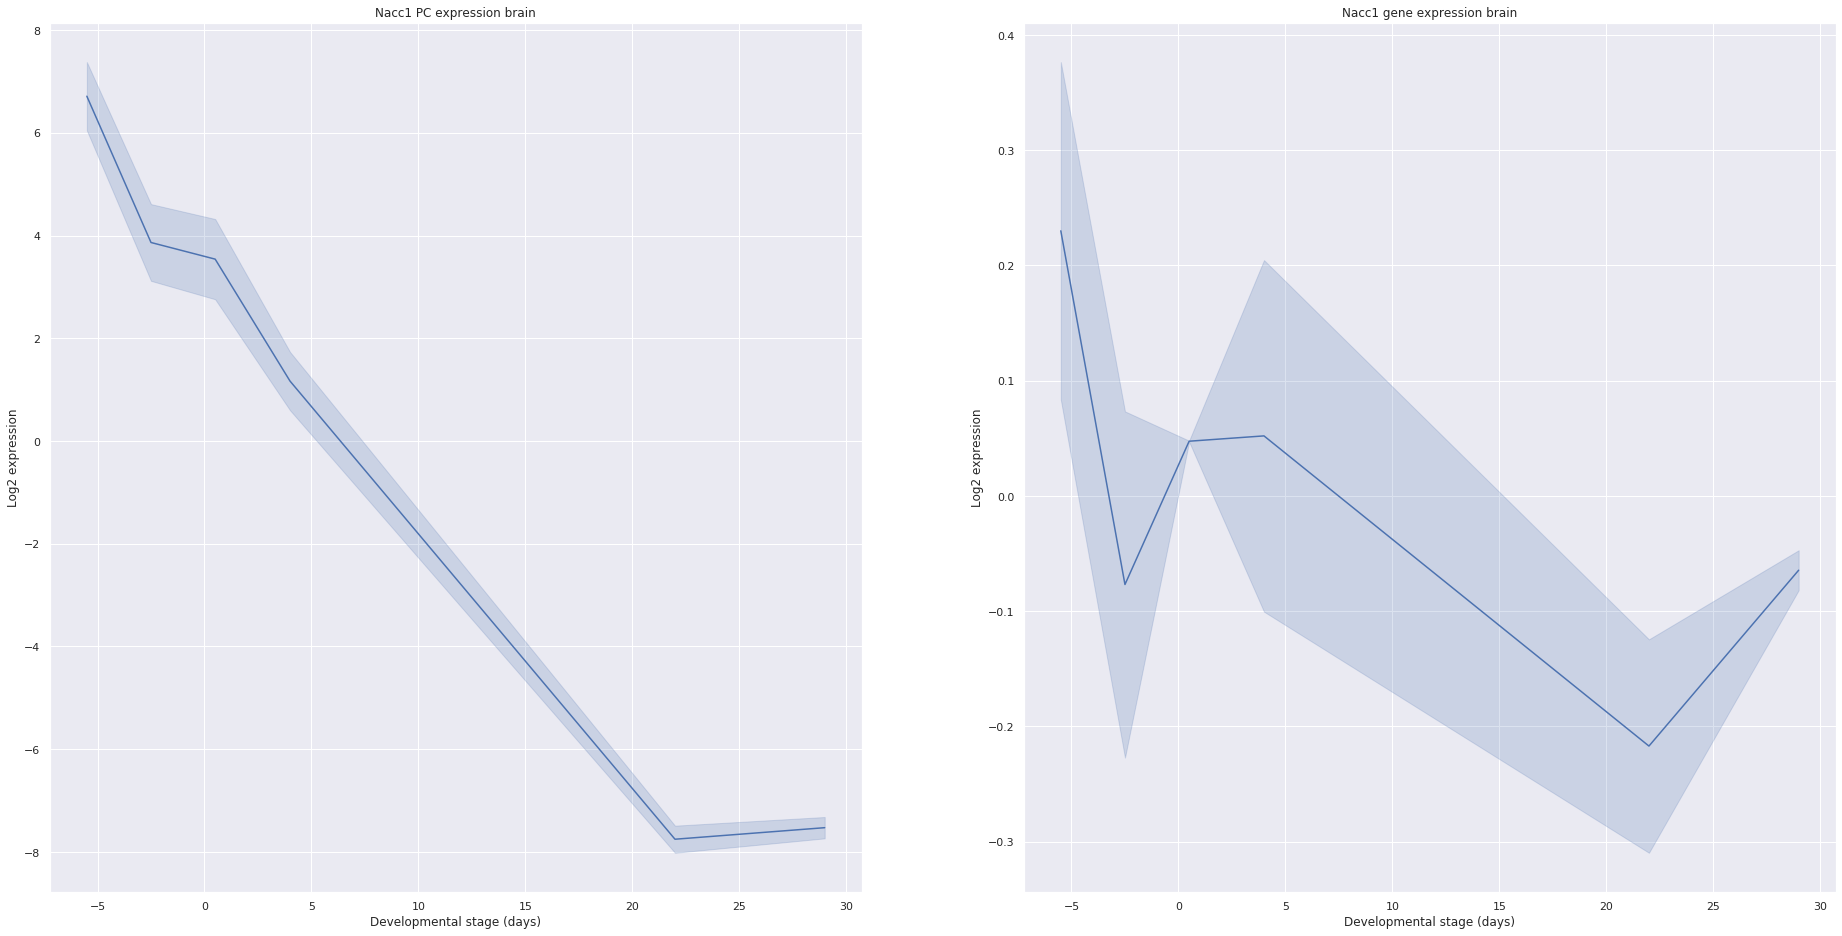 Nacc1 PC expression brain
8
6
4
2
0
−2
−4
−6
−8
Log2 expression
−5 0 5 10 15 20 25 30
Developmental stage (days)
Nacc1 gene expression brain
0.4
0.3
0.2
0.1
0.0
−0.1
−0.2
−0.3
Log2 expression
−5 0 5 10 15 20 25 30
Developmental stage (days)